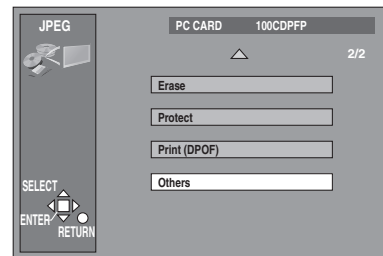 JPEG
PC CARD 100CDPFP
2/2
Erase
Protect
Print (DPOF)
Others
SELECT
ENTER
RETURN